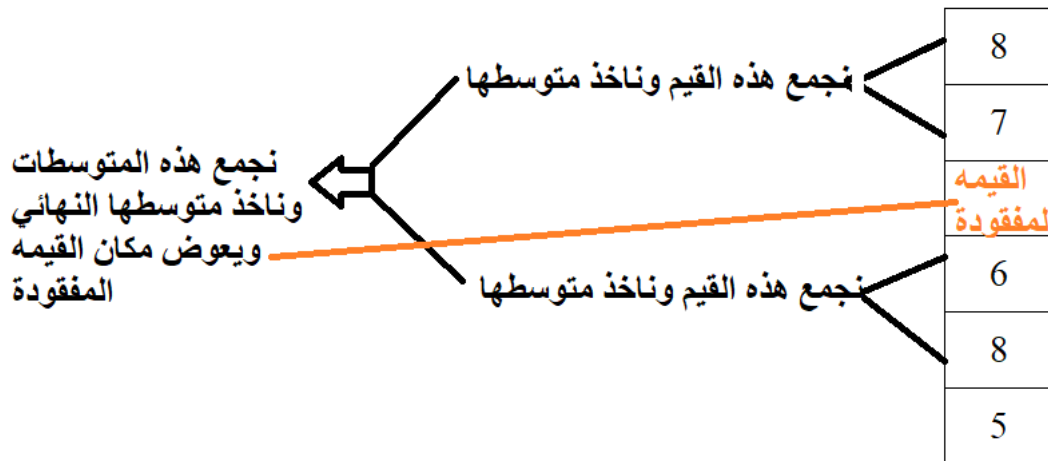 8
نجمع هذه القيم وناخذ متوسطها
7
نجمع هذه المتوسطات
وناخذ متوسطها النهائي
ويعوض مكان القيمه
المفقودة
القيمه
المفقودة
6
نجمع هذه القيم وناخذ متوسطها
8
5